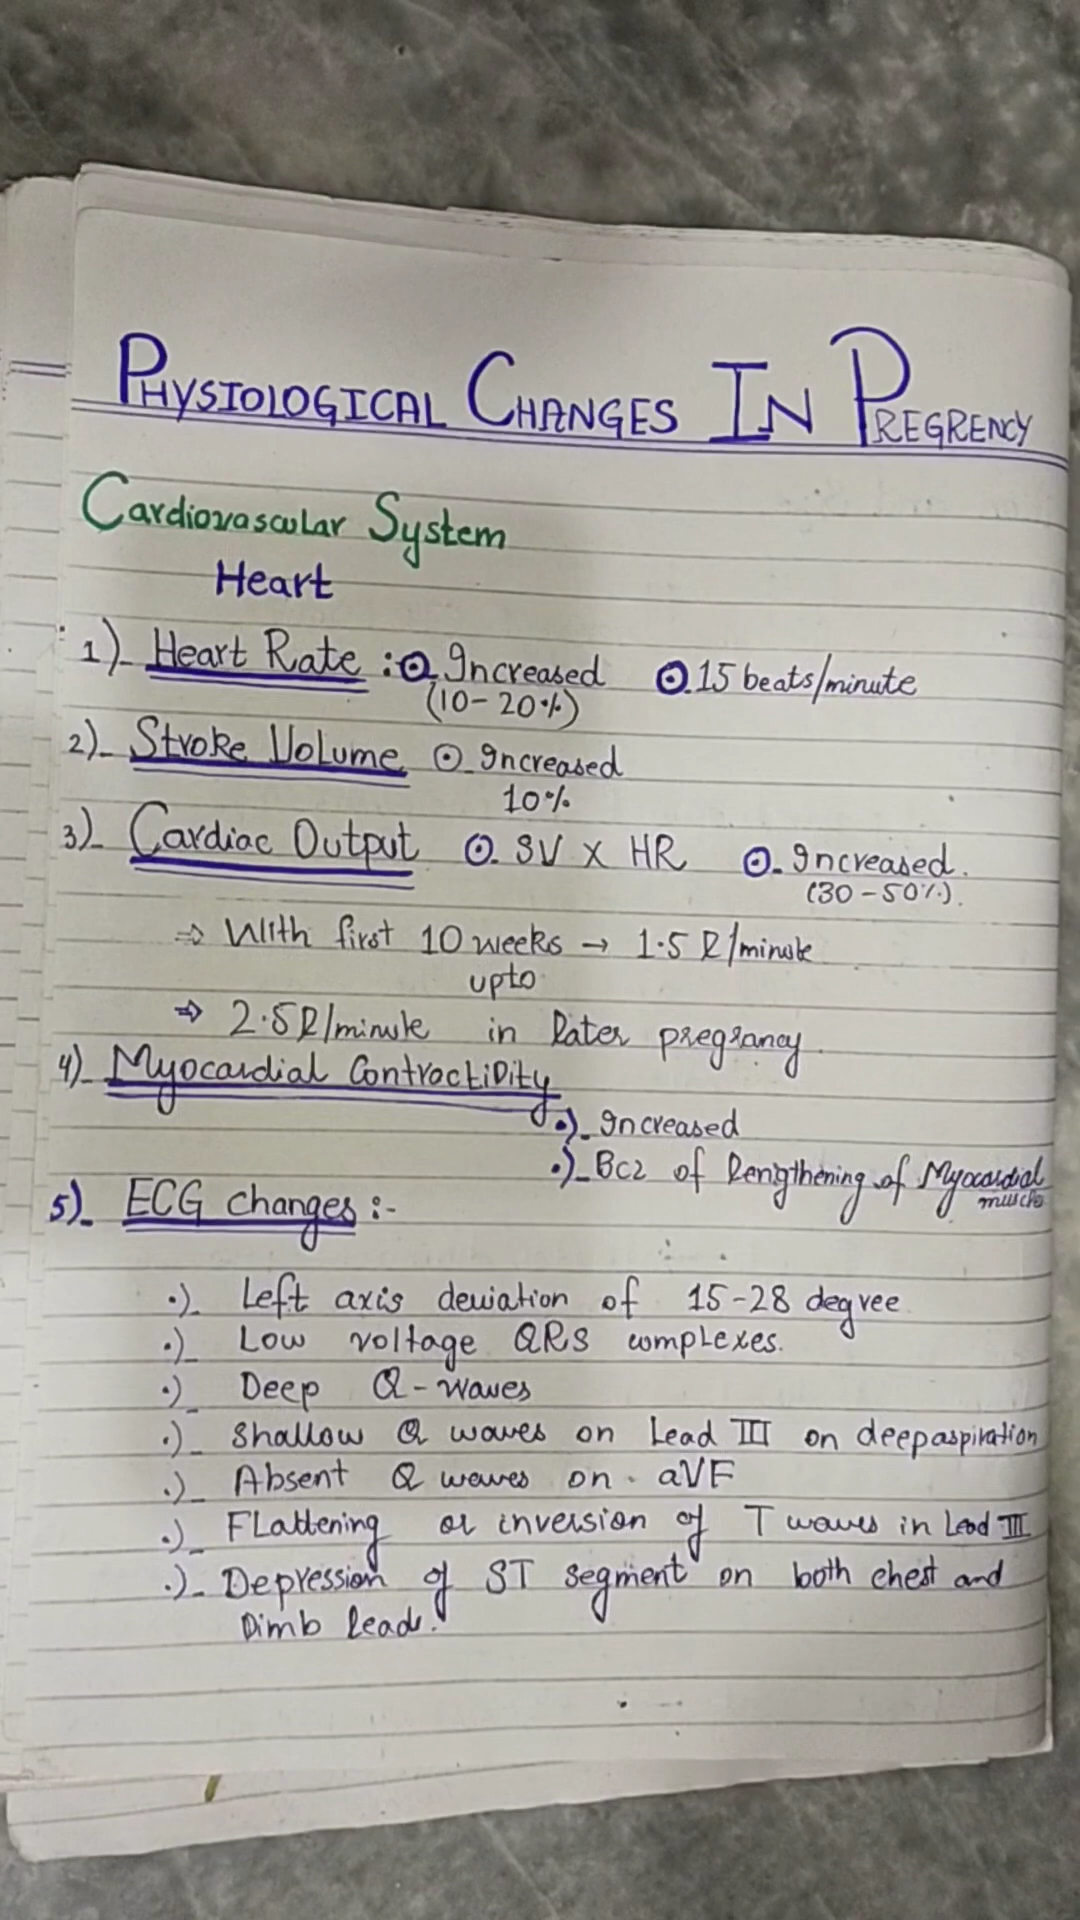 PHYSIOLOGICAL CHANGES IN PREGRENCY
Cardiovascular System
Heart
1)_ Heart Rate : Increased 15 beats/minute
(10-20%)
2)_ Stroke Volume Increased
10%
3)_ Cardiac Output SV X HR Increased.
(30-50%).
⇒ With first 10 weeks → 1.5 l/minute
upto
⇒ 2.5 l/minute in later pregrancy.
4)_ Myocardial Contractility
•)_ Increased
•)_ Bcz of lengthening of Myocardial
muscle
5)_ ECG changes :-
•)_ Left axis deviation of 15-28 degree
•)_ Low voltage QRS complexes.
•)_ Deep Q-waves
•)_ Shallow Q waves on Lead III on deepaspiration
•)_ Absent Q waves on aVF
•)_ Flattening or inversion of T waves in Lead III
•)_ Depression of ST segment on both chest and
limb leads.